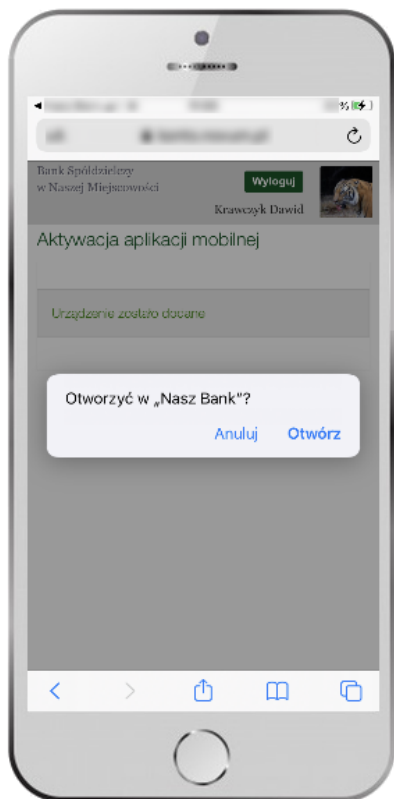 Bank Spółdzielczy
w Naszej Miejscowości
Wyloguj
Krawczyk Dawid
Aktywacja aplikacji mobilnej
Urządzenie zostało dodane
Otworzyć w „Nasz Bank”?
Anuluj
Otwórz